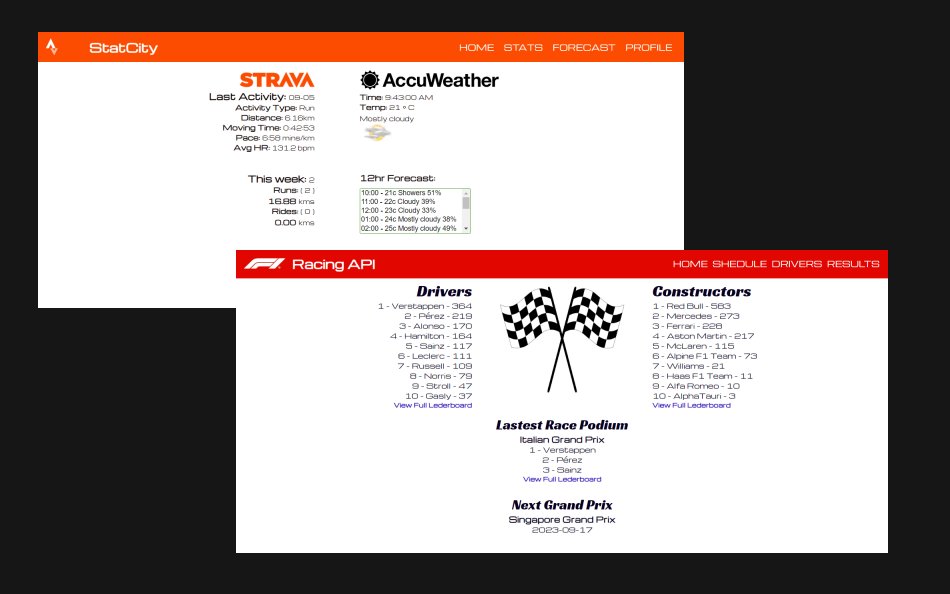 StatCity
HOME STATS FORECAST PROFILE
STRAVA
Last Activity: 09-05
Activity Type: Run
Distance: 6.16km
Moving Time: 0:42:53
Pace: 6:58 mins/km
Avg HR: 131.2 bpm
This week: 2
Runs: ( 2 )
16.88 kms
Rides: ( 0 )
0.00 kms
AccuWeather
Time: 9:43:00 AM
Temp: 21 º C
Mostly cloudy
12hr Forecast:
10:00 - 21c Showers 51%
11:00 - 22c Cloudy 39%
12:00 - 23c Cloudy 33%
01:00 - 24c Mostly cloudy 38%
02:00 - 25c Mostly cloudy 49%
F1 Racing API
HOME SHEDULE DRIVERS RESULTS
Drivers
1 - Verstappen - 364
2 - Pérez - 219
3 - Alonso - 170
4 - Hamilton - 164
5 - Sainz - 117
6 - Leclerc - 111
7 - Russell - 109
8 - Norris - 79
9 - Stroll - 47
10 - Gasly - 37
View Full Lederboard
Constructors
1 - Red Bull - 583
2 - Mercedes - 273
3 - Ferrari - 228
4 - Aston Martin - 217
5 - McLaren - 115
6 - Alpine F1 Team - 73
7 - Williams - 21
8 - Haas F1 Team - 11
9 - Alfa Romeo - 10
10 - AlphaTauri - 3
View Full Lederboard
Lastest Race Podium
Italian Grand Prix
1 - Verstappen
2 - Pérez
3 - Sainz
View Full Lederboard
Next Grand Prix
Singapore Grand Prix
2023-09-17